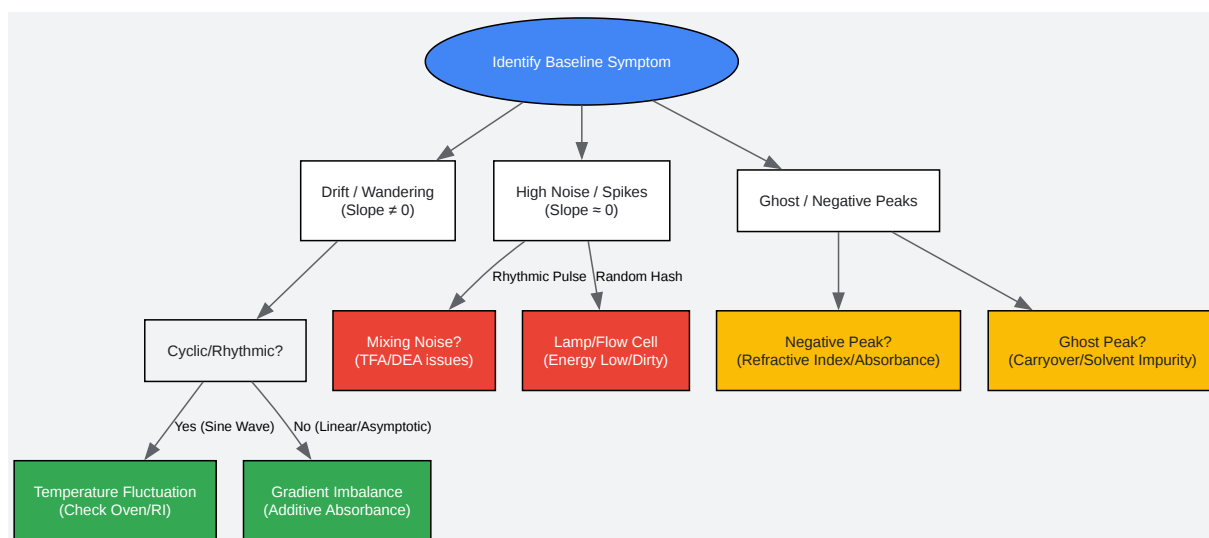 Identify Baseline Symptom
Drift / Wandering
(Slope ≠ 0)
High Noise / Spikes
(Slope ≈ 0)
Ghost / Negative Peaks
Rhythmic Pulse
Random Hash
Cyclic/Rhythmic?
Mixing Noise?
(TFA/DEA issues)
Lamp/Flow Cell
(Energy Low/Dirty)
Negative Peak?
(Refractive Index/Absorbance)
Ghost Peak?
(Carryover/Solvent Impurity)
Yes (Sine Wave)
No (Linear/Asymptotic)
Temperature Fluctuation
(Check Oven/RI)
Gradient Imbalance
(Additive Absorbance)